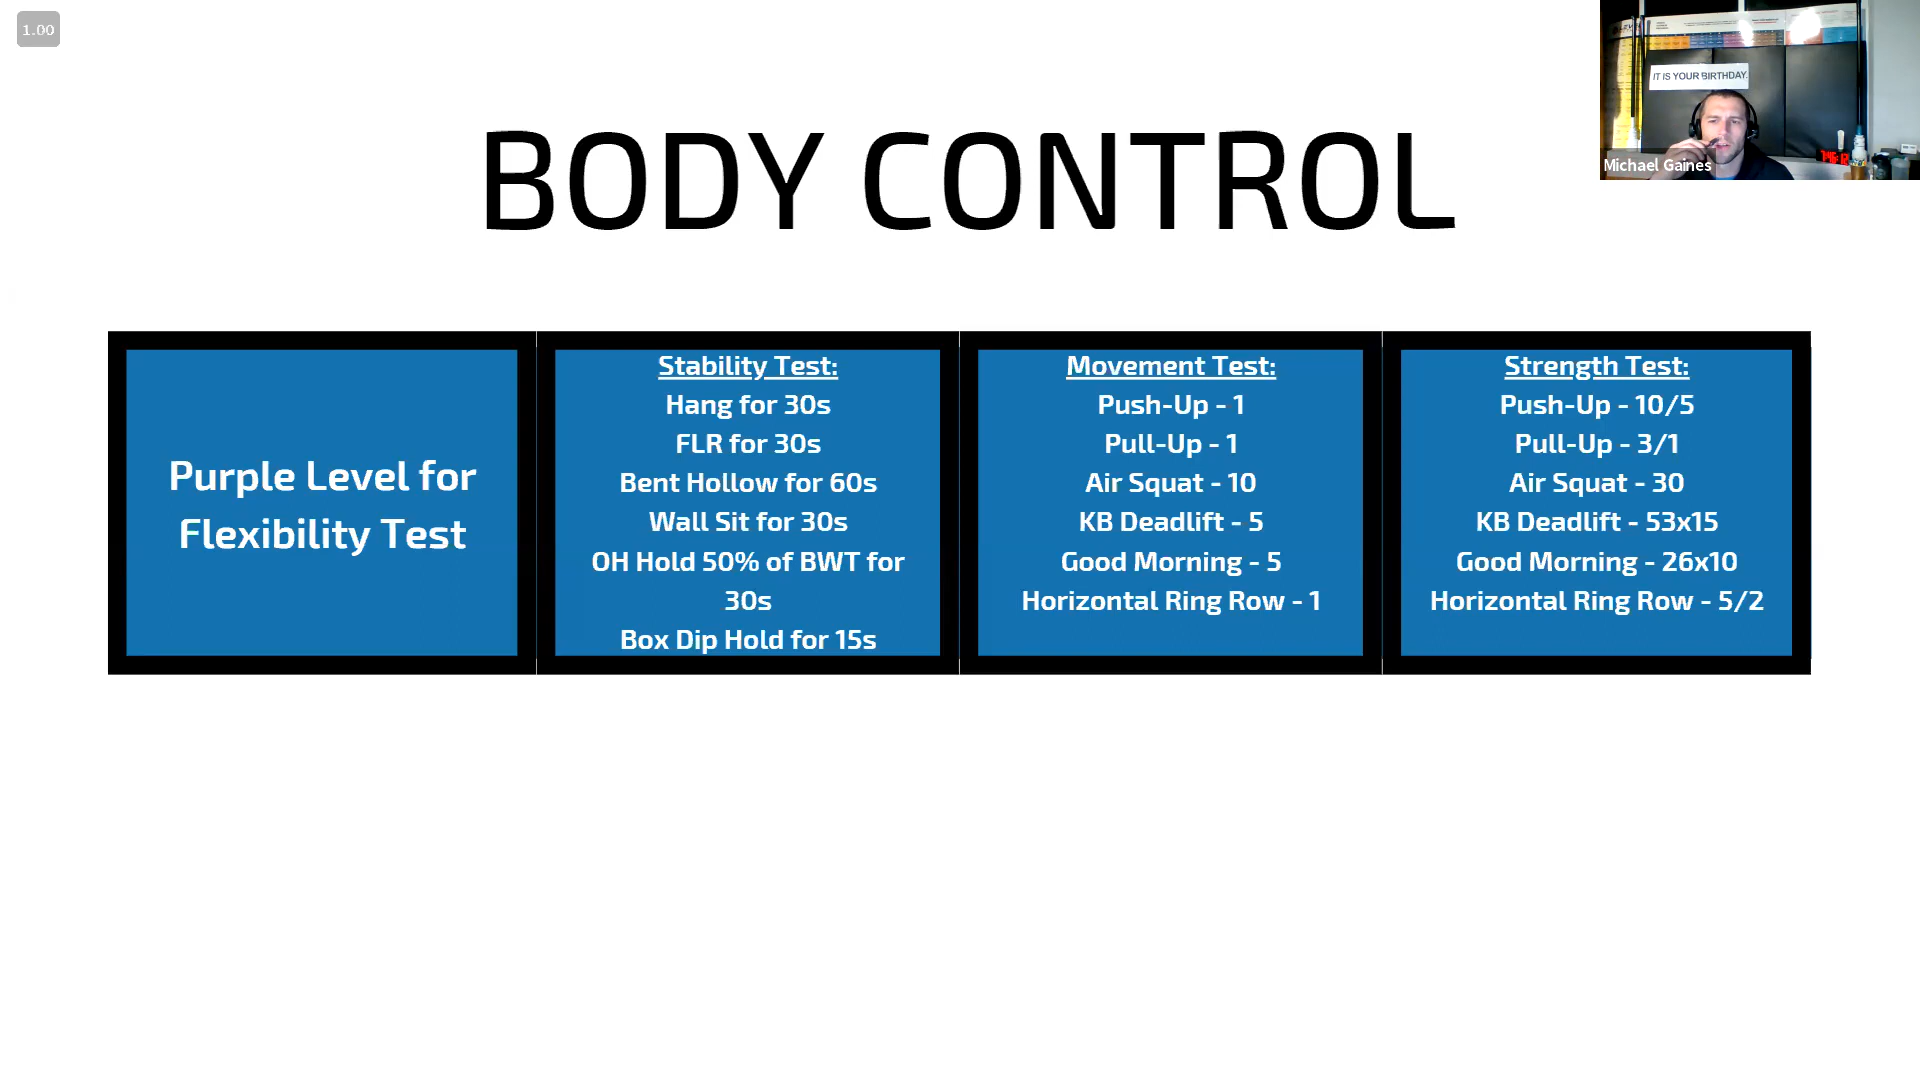 1.00
IT IS YOUR BIRTHDAY.
Michael Gaines
BODY CONTROL
Purple Level for
Flexibility Test
Stability Test:
Hang for 30s
FLR for 30s
Bent Hollow for 60s
Wall Sit for 30s
OH Hold 50% of BWT for
30s
Box Dip Hold for 15s
Movement Test:
Push-Up - 1
Pull-Up - 1
Air Squat - 10
KB Deadlift - 5
Good Morning - 5
Horizontal Ring Row - 1
Strength Test:
Push-Up - 10/5
Pull-Up - 3/1
Air Squat - 30
KB Deadlift - 53x15
Good Morning - 26x10
Horizontal Ring Row - 5/2